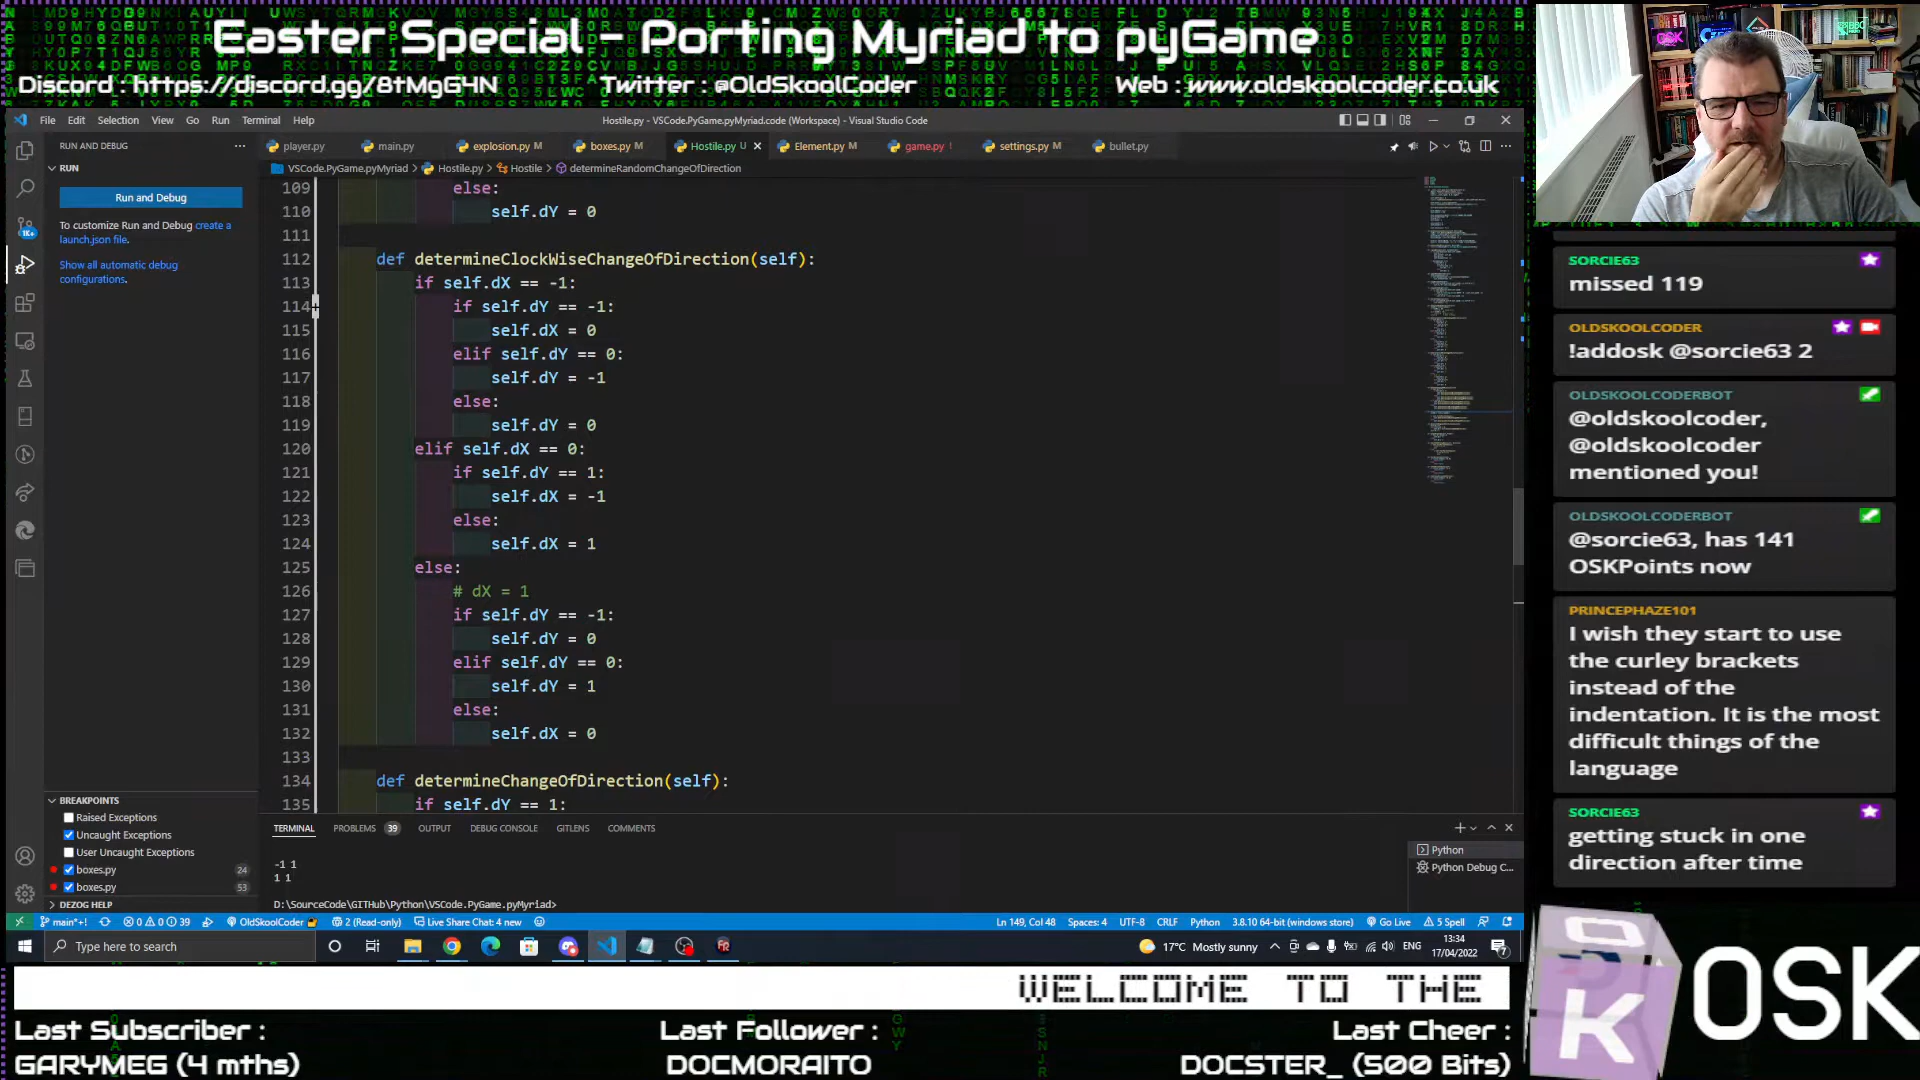 Easter Special - Porting Myriad to pyGame
Discord : https://discord.gg/8tMgG4N Twitter : @OldSkoolCoder Web : www.oldskoolcoder.co.uk
File Edit Selection View Go Run Terminal Help
Hostile.py - VSCode.PyGame.pyMyriad.code (Workspace) - Visual Studio Code
RUN AND DEBUG
player.py main.py explosion.py M boxes.py M Hostile.py U Element.py M game.py ! settings.py M bullet.py
RUN
VSCode.PyGame.pyMyriad > Hostile.py > Hostile > determineRandomChangeOfDirection
Run and Debug
To customize Run and Debug create a
launch.json file.
Show all automatic debug
configurations.
109 else:
110 self.dY = 0
111
112 def determineClockWiseChangeOfDirection(self):
113 if self.dX == -1:
114 if self.dY == -1:
115 self.dX = 0
116 elif self.dY == 0:
117 self.dY = -1
118 else:
119 self.dY = 0
120 elif self.dX == 0:
121 if self.dY == 1:
122 self.dX = -1
123 else:
124 self.dX = 1
125 else:
126 # dX = 1
127 if self.dY == -1:
128 self.dY = 0
129 elif self.dY == 0:
130 self.dY = 1
131 else:
132 self.dX = 0
133
134 def determineChangeOfDirection(self):
135 if self.dY == 1:
BREAKPOINTS
Raised Exceptions
Uncaught Exceptions
User Uncaught Exceptions
boxes.py 24
boxes.py 53
DEZOG HELP
TERMINAL PROBLEMS 39 OUTPUT DEBUG CONSOLE GITLENS COMMENTS
-1 1
1 1
D:\SourceCode\GITHub\Python\VSCode.PyGame.pyMyriad>
Python
Python Debug C...
main*+! 0 0 39 OldSkoolCoder 2 (Read-only) Live Share Chat: 4 new
Ln 149, Col 48 Spaces: 4 UTF-8 CRLF Python 3.8.10 64-bit (windows store) Go Live 5 Spell
Type here to search
17°C Mostly sunny ENG 13:34
17/04/2022
SORCIE63
missed 119
OLDSKOOLCODER
!addosk @sorcie63 2
OLDSKOOLCODERBOT
@oldskoolcoder,
@oldskoolcoder
mentioned you!
OLDSKOOLCODERBOT
@sorcie63, has 141
OSKPoints now
PRINCEPHAZE101
I wish they start to use
the curley brackets
instead of the
indentation. It is the most
difficult things of the
language
SORCIE63
getting stuck in one
direction after time
WELCOME TO THE
Last Subscriber :
GARYMEG (4 mths)
Last Follower :
DOCMORAITO
Last Cheer :
DOCSTER_ (500 Bits)
K
OSK